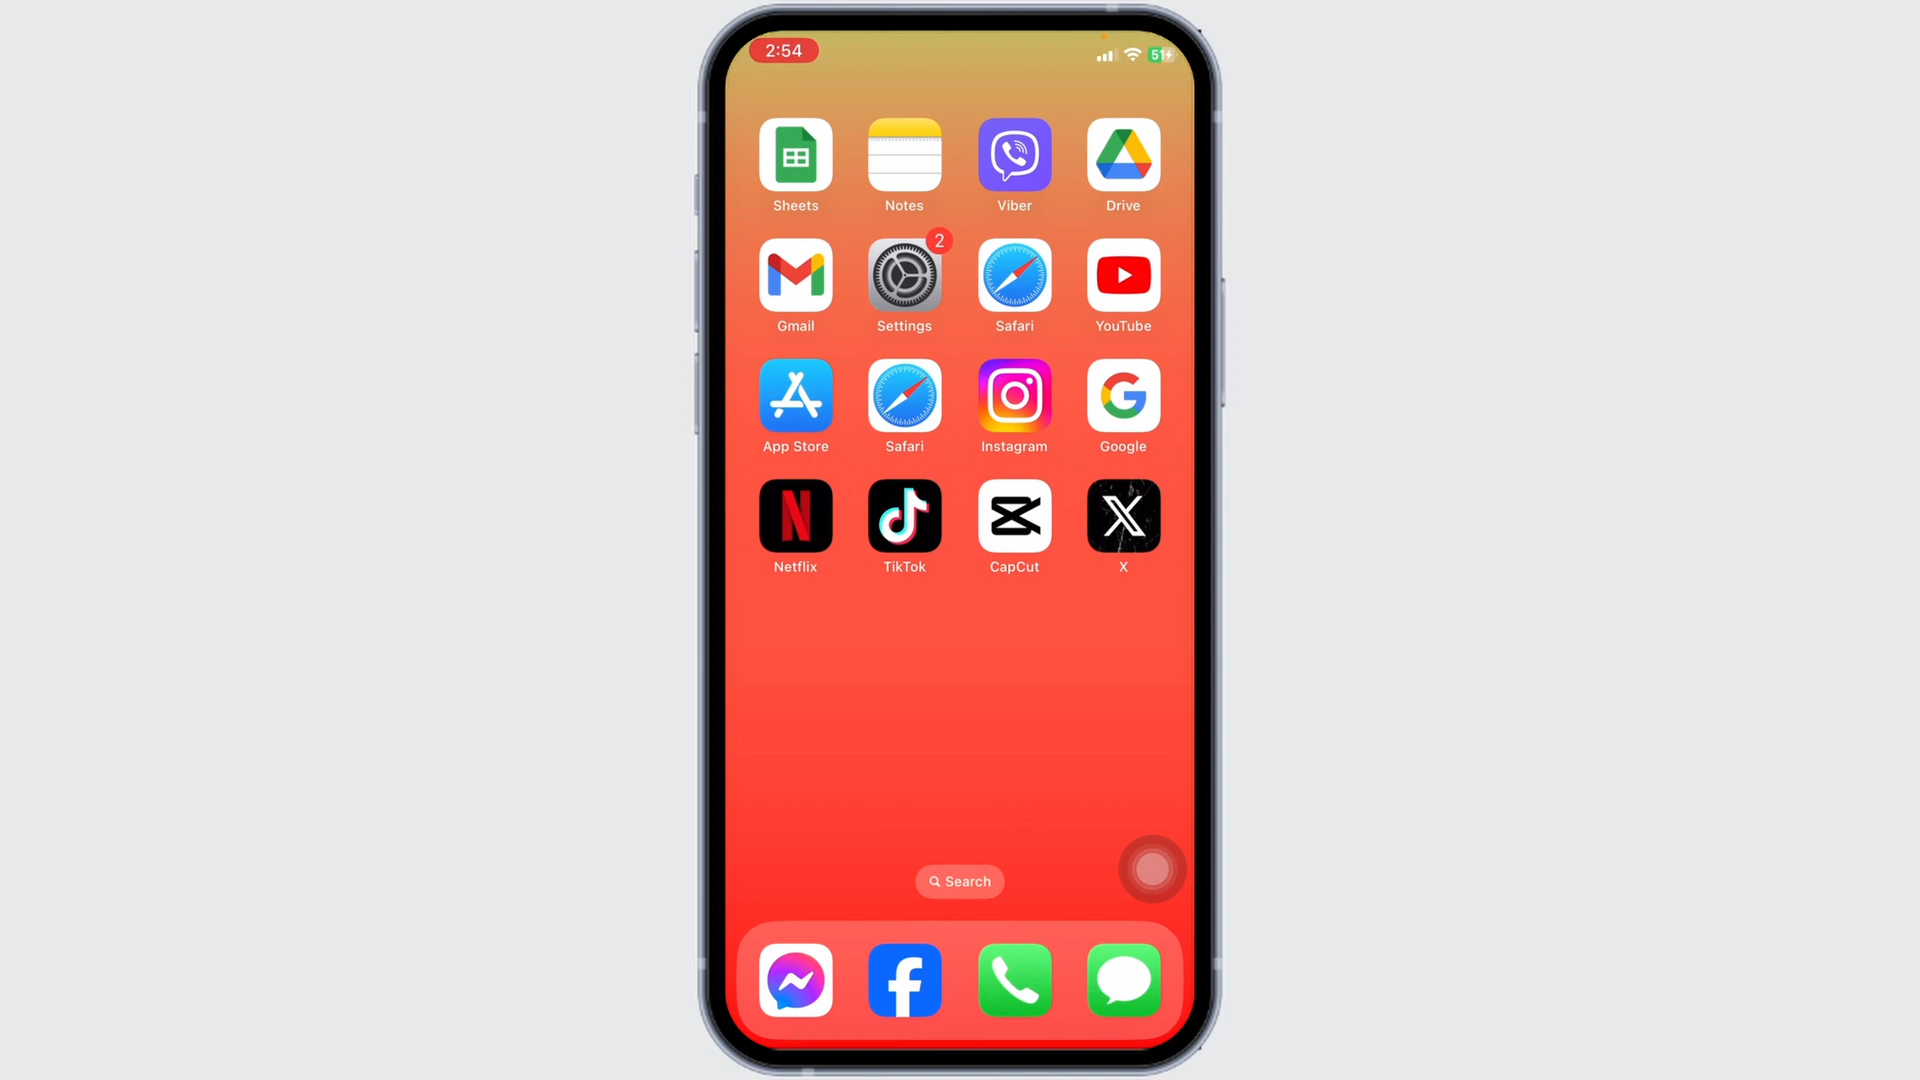 2:54
51
Sheets
Notes
Viber
Drive
2
Gmail
Settings
Safari
YouTube
App Store
Safari
Instagram
Google
Netflix
TikTok
CapCut
X
Search